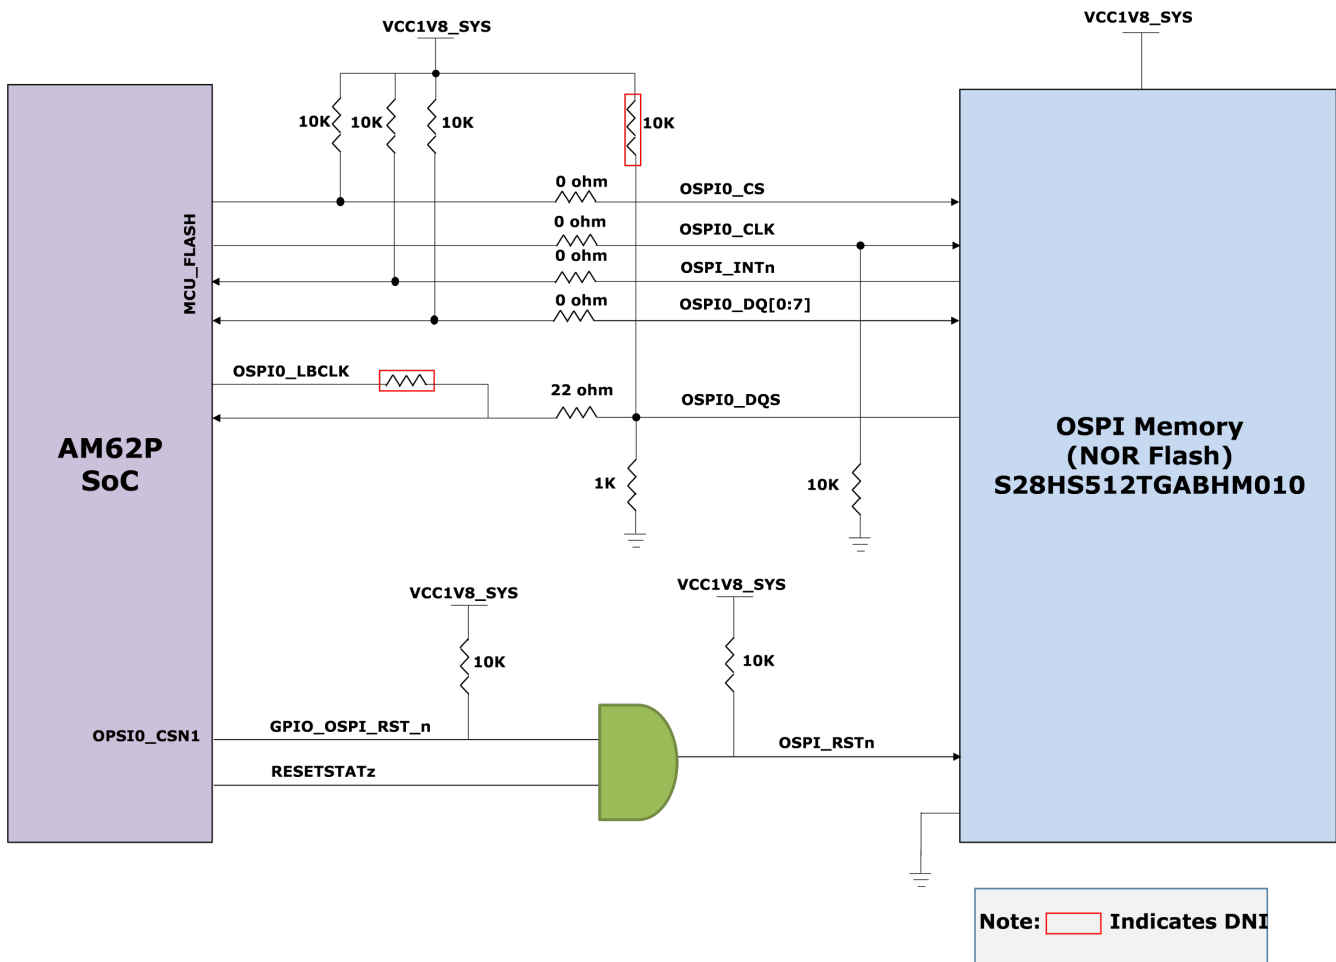 VCC1V8_SYS
VCC1V8_SYS
10K
10K
10K
10K
0 ohm
OSPI0_CS
0 ohm
OSPI0_CLK
0 ohm
OSPI_INTn
0 ohm
OSPI0_DQ[0:7]
MCU_FLASH
OSPI0_LBCLK
22 ohm
OSPI0_DQS
AM62P
SoC
OSPI Memory
(NOR Flash)
S28HS512TGABHM010
1K
10K
VCC1V8_SYS
VCC1V8_SYS
10K
10K
OPSI0_CSN1
GPIO_OSPI_RST_n
OSPI_RSTn
RESETSTATz
Note: Indicates DNI